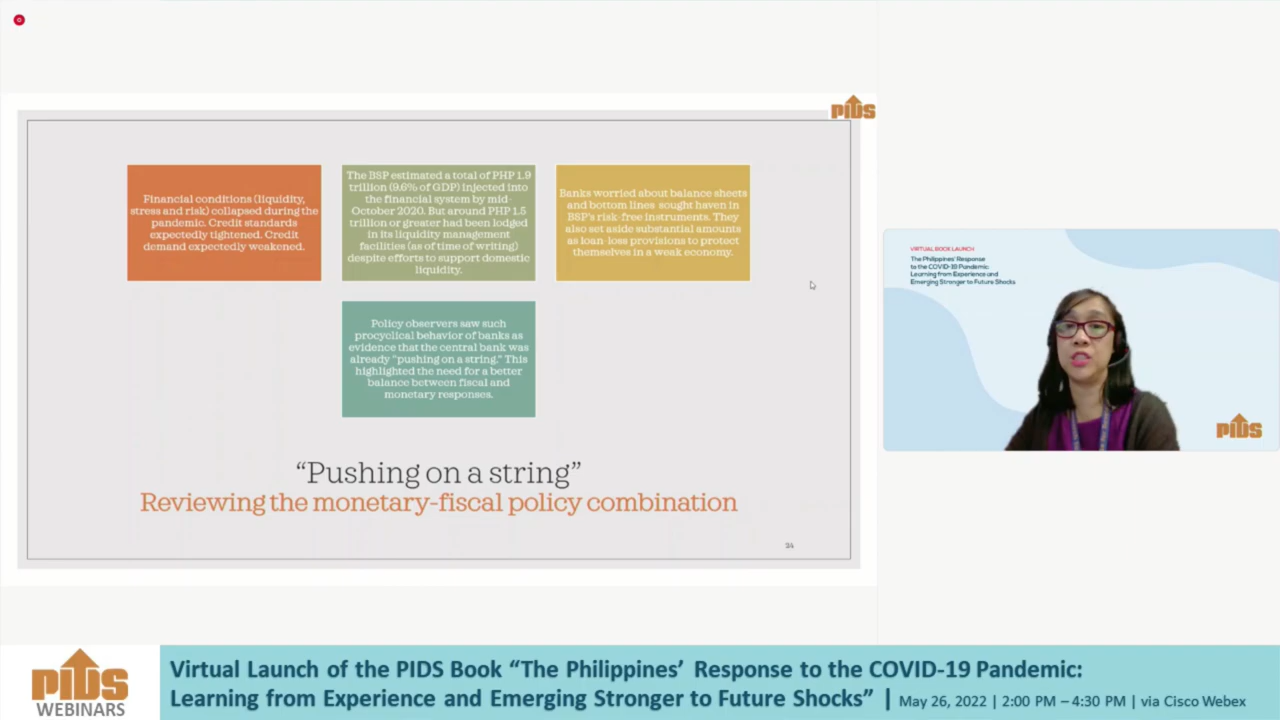 PIDS
Financial conditions (liquidity,
stress and risk) collapsed during the
pandemic. Credit standards
expectedly tightened. Credit
demand expectedly weakened.
The BSP estimated a total of PHP 1.9
trillion (9.6% of GDP) injected into
the financial system by mid-
October 2020. But around PHP 1.5
trillion or greater had been lodged
in its liquidity management
facilities (as of time of writing)
despite efforts to support domestic
liquidity.
Banks worried about balance sheets
and bottom lines sought haven in
BSP's risk-free instruments. They
also set aside substantial amounts
as loan-loss provisions to protect
themselves in a weak economy.
Policy observers saw such
procyclical behavior of banks as
evidence that the central bank was
already "pushing on a string." This
highlighted the need for a better
balance between fiscal and
monetary responses.
“Pushing on a string”
Reviewing the monetary-fiscal policy combination
24
VIRTUAL BOOK LAUNCH
The Philippines' Response
to the COVID-19 Pandemic:
Learning from Experience and
Emerging Stronger to Future Shocks
PIDS
PIDS
WEBINARS
Virtual Launch of the PIDS Book “The Philippines’ Response to the COVID-19 Pandemic:
Learning from Experience and Emerging Stronger to Future Shocks” | May 26, 2022 | 2:00 PM – 4:30 PM | via Cisco Webex